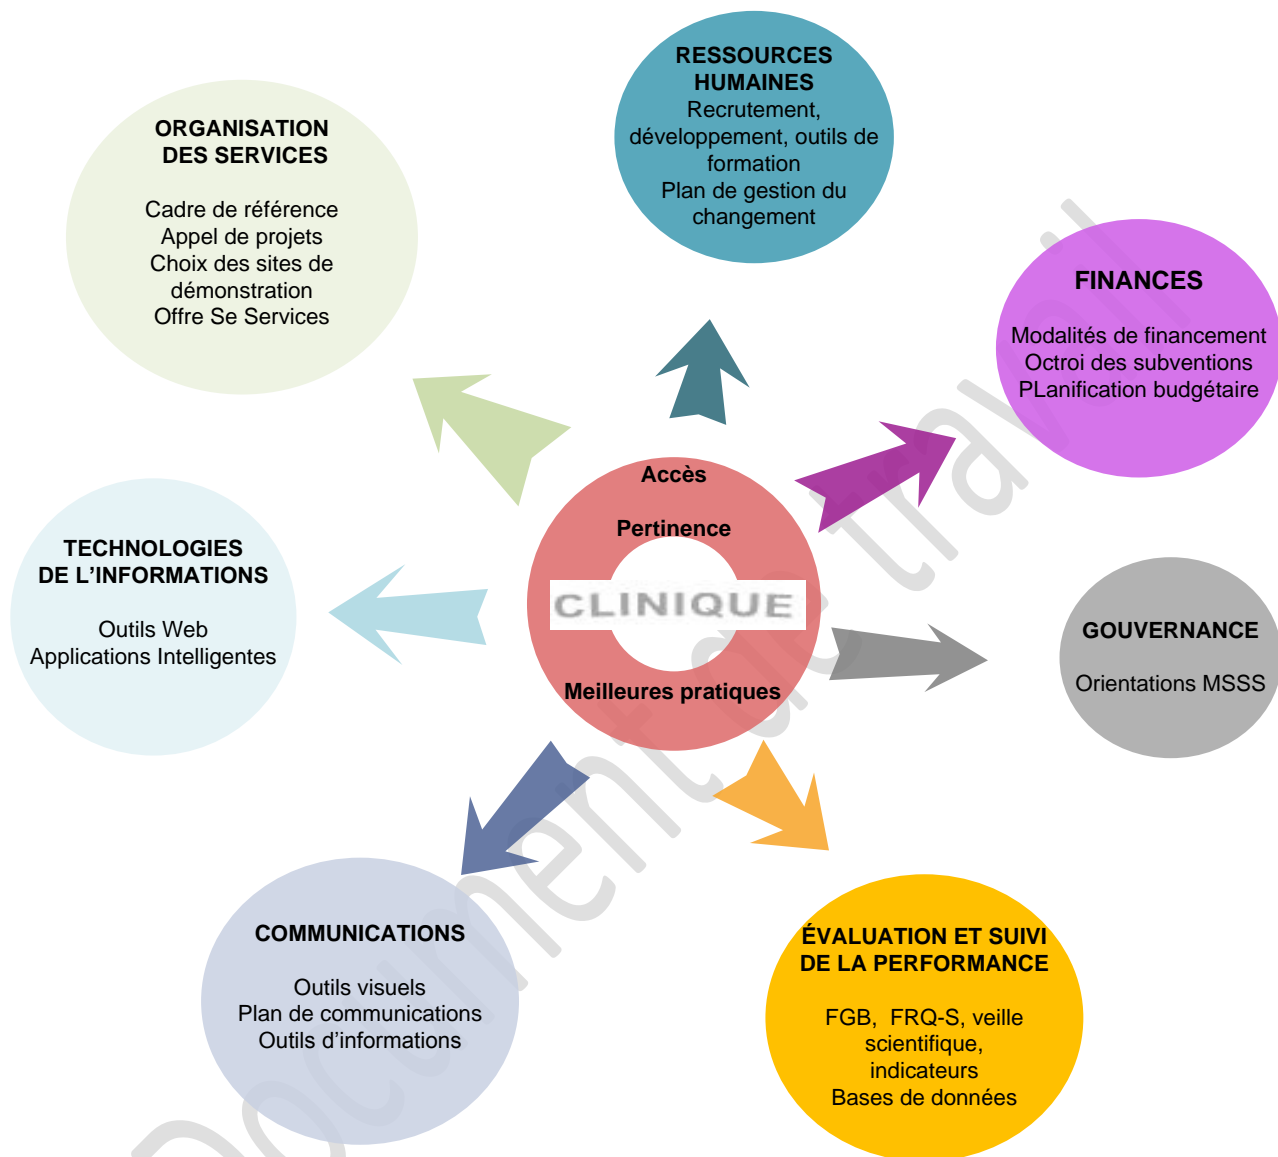 RESSOURCES
HUMAINES
Recrutement,
développement, outils de
formation
Plan de gestion du
changement
ORGANISATION
DES SERVICES
Cadre de référence
Appel de projets
Choix des sites de
démonstration
Offre Se Services
FINANCES
Modalités de financement
Octroi des subventions
PLanification budgétaire
Accès
Pertinence
CLINIQUE
Meilleures pratiques
TECHNOLOGIES
DE L’INFORMATIONS
Outils Web
Applications Intelligentes
GOUVERNANCE
Orientations MSSS
COMMUNICATIONS
Outils visuels
Plan de communications
Outils d’informations
ÉVALUATION ET SUIVI
DE LA PERFORMANCE
FGB, FRQ-S, veille
scientifique,
indicateurs
Bases de données
Document de travail